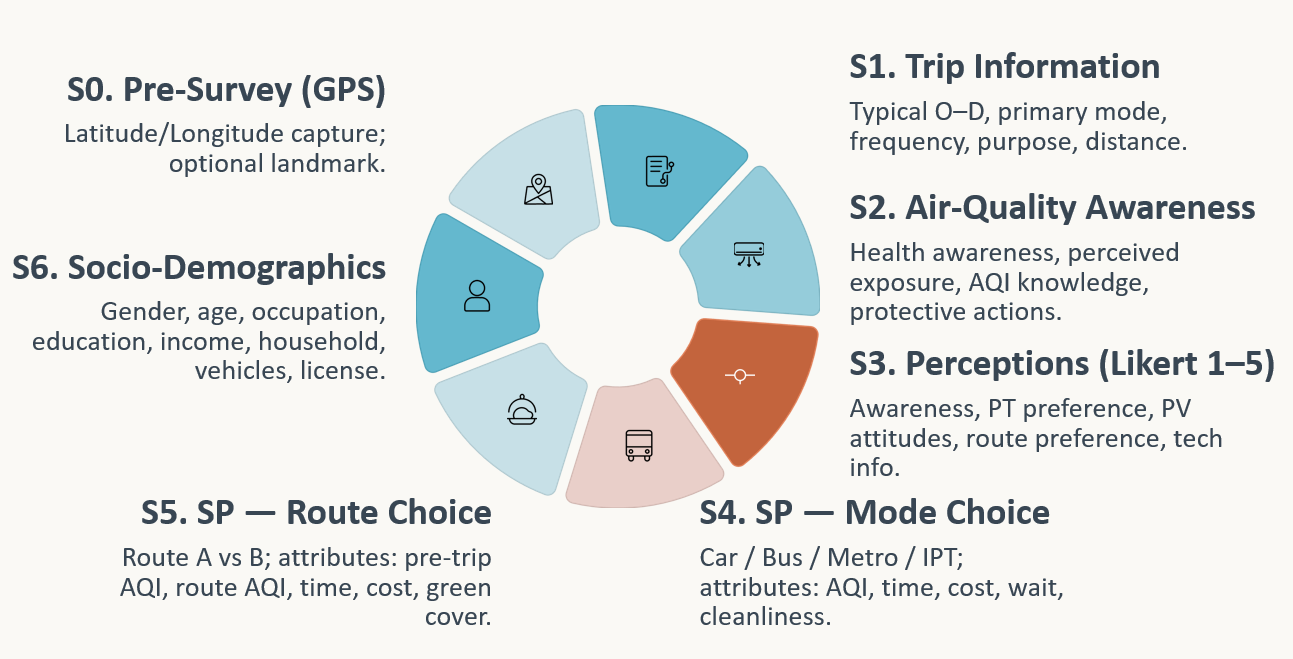 S0. Pre-Survey (GPS)
Latitude/Longitude capture;
optional landmark.
S1. Trip Information
Typical O–D, primary mode,
frequency, purpose, distance.
S2. Air-Quality Awareness
Health awareness, perceived
exposure, AQI knowledge,
protective actions.
S3. Perceptions (Likert 1–5)
Awareness, PT preference, PV
attitudes, route preference, tech
info.
S4. SP — Mode Choice
Car / Bus / Metro / IPT;
attributes: AQI, time, cost, wait,
cleanliness.
S5. SP — Route Choice
Route A vs B; attributes: pre-trip
AQI, route AQI, time, cost, green
cover.
S6. Socio-Demographics
Gender, age, occupation,
education, income, household,
vehicles, license.